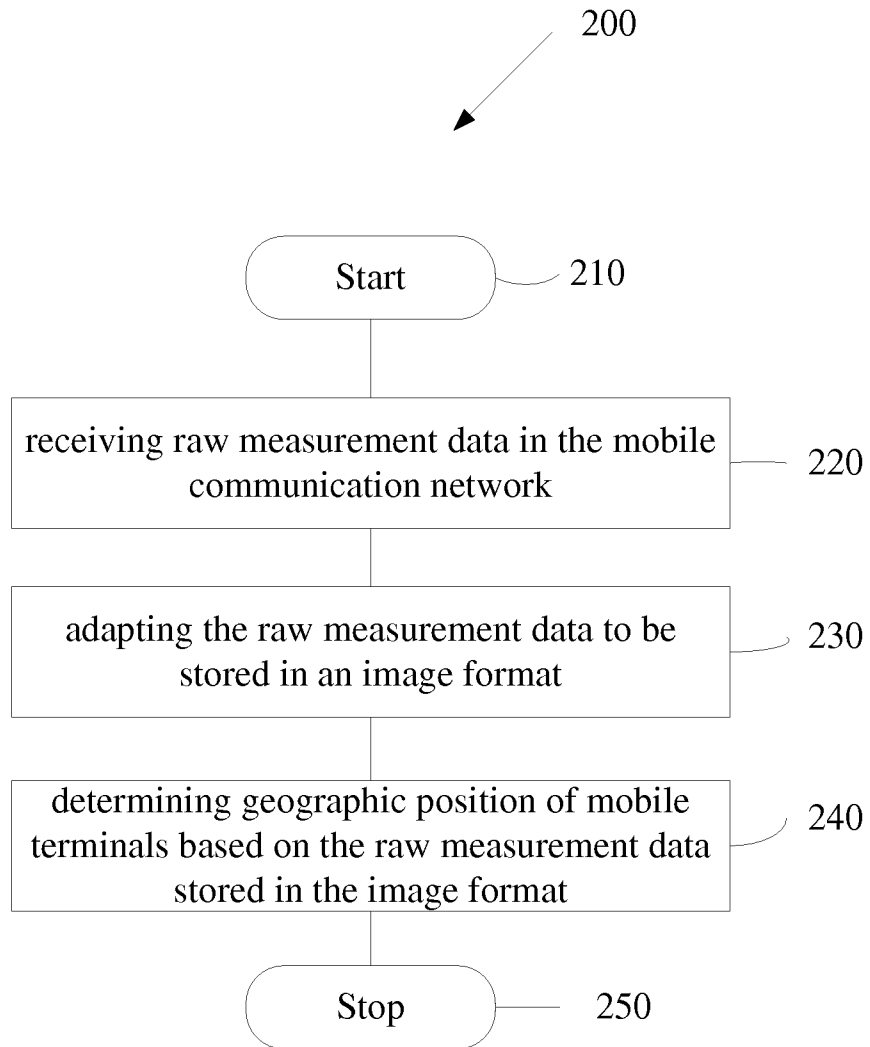 200
Start
210
receiving raw measurement data in the mobile
communication network
220
adapting the raw measurement data to be
stored in an image format
230
determining geographic position of mobile
terminals based on the raw measurement data
stored in the image format
240
Stop
250